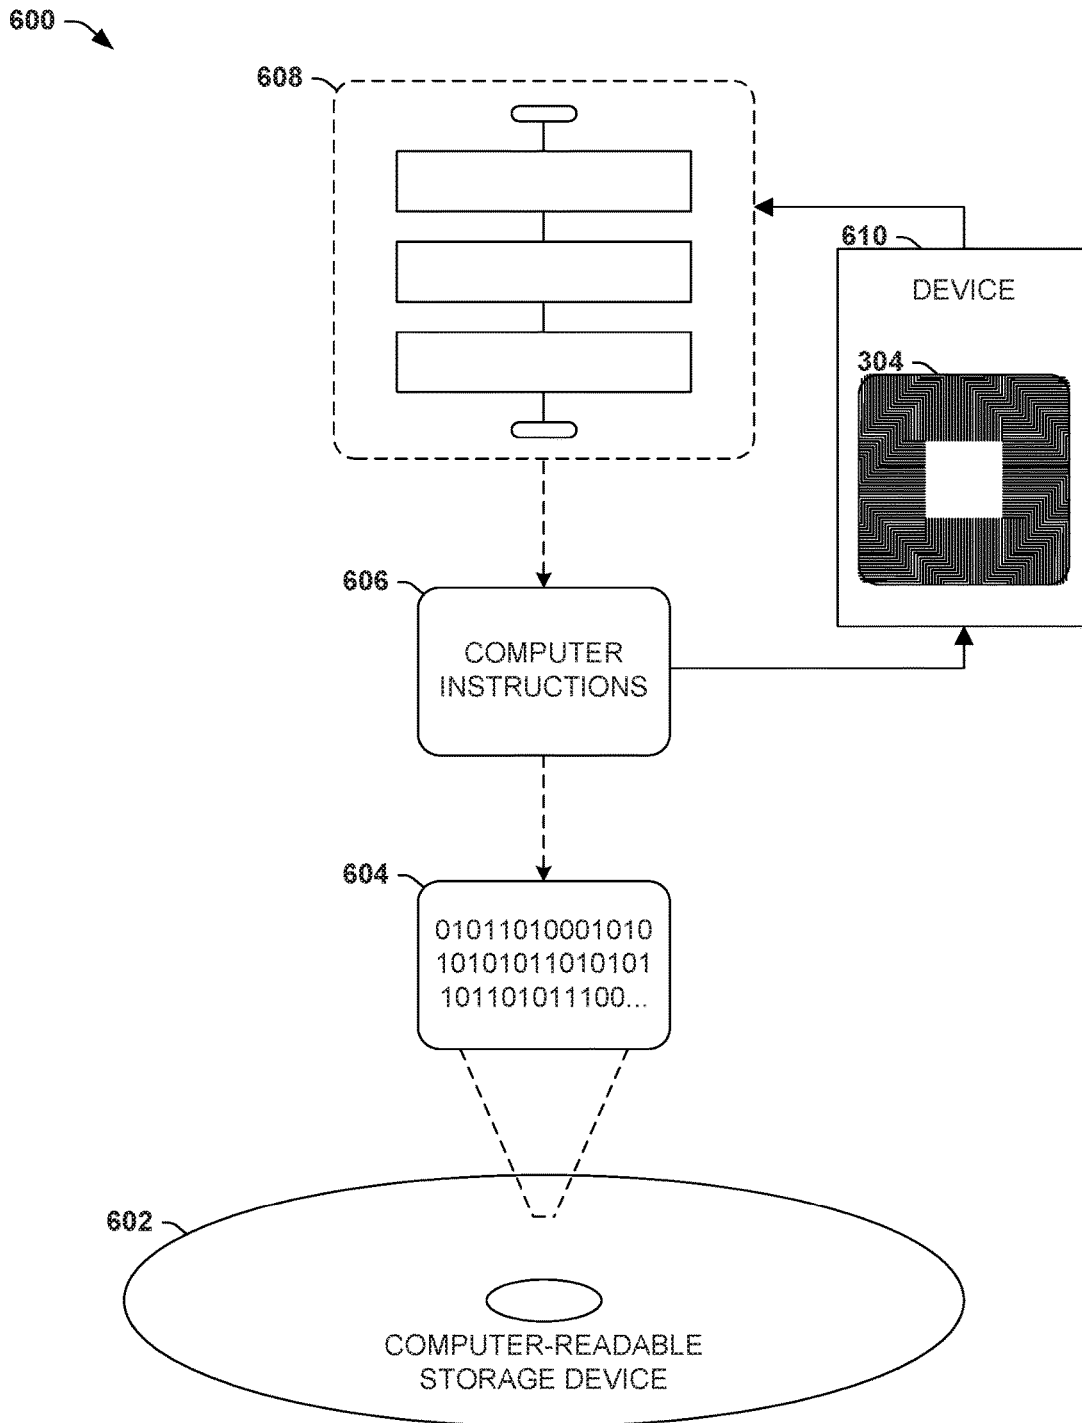 600
608
610
DEVICE
304
606
COMPUTER
INSTRUCTIONS
604
01011010001010
10101011010101
101101011100...
602
COMPUTER-READABLE
STORAGE DEVICE